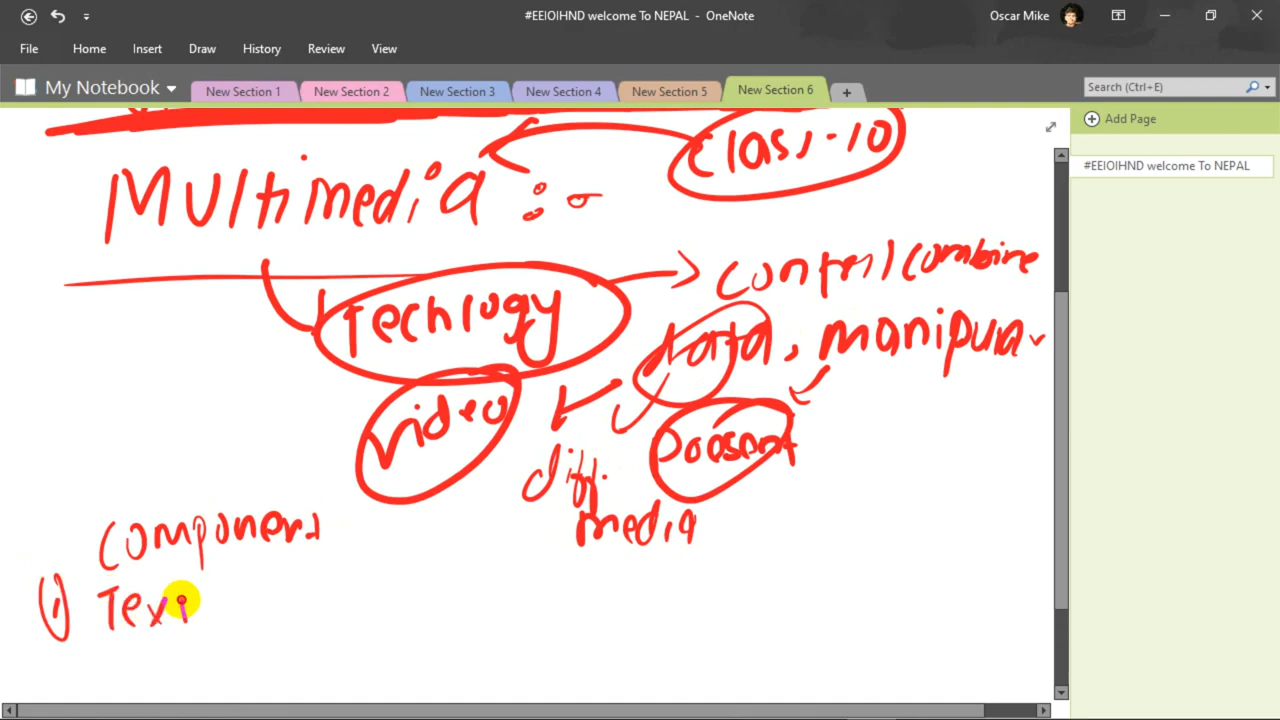 #EEIOIHND welcome To NEPAL - OneNote
Oscar Mike
File Home Insert Draw History Review View
My Notebook
New Section 1 New Section 2 New Section 3 New Section 4 New Section 5 New Section 6 +
Search (Ctrl+E)
Add Page
#EEIOIHND welcome To NEPAL
Class-10
Multimedia :-
Techlogy
combine
data, manipula
video
diff.
media
Component
(1) Text